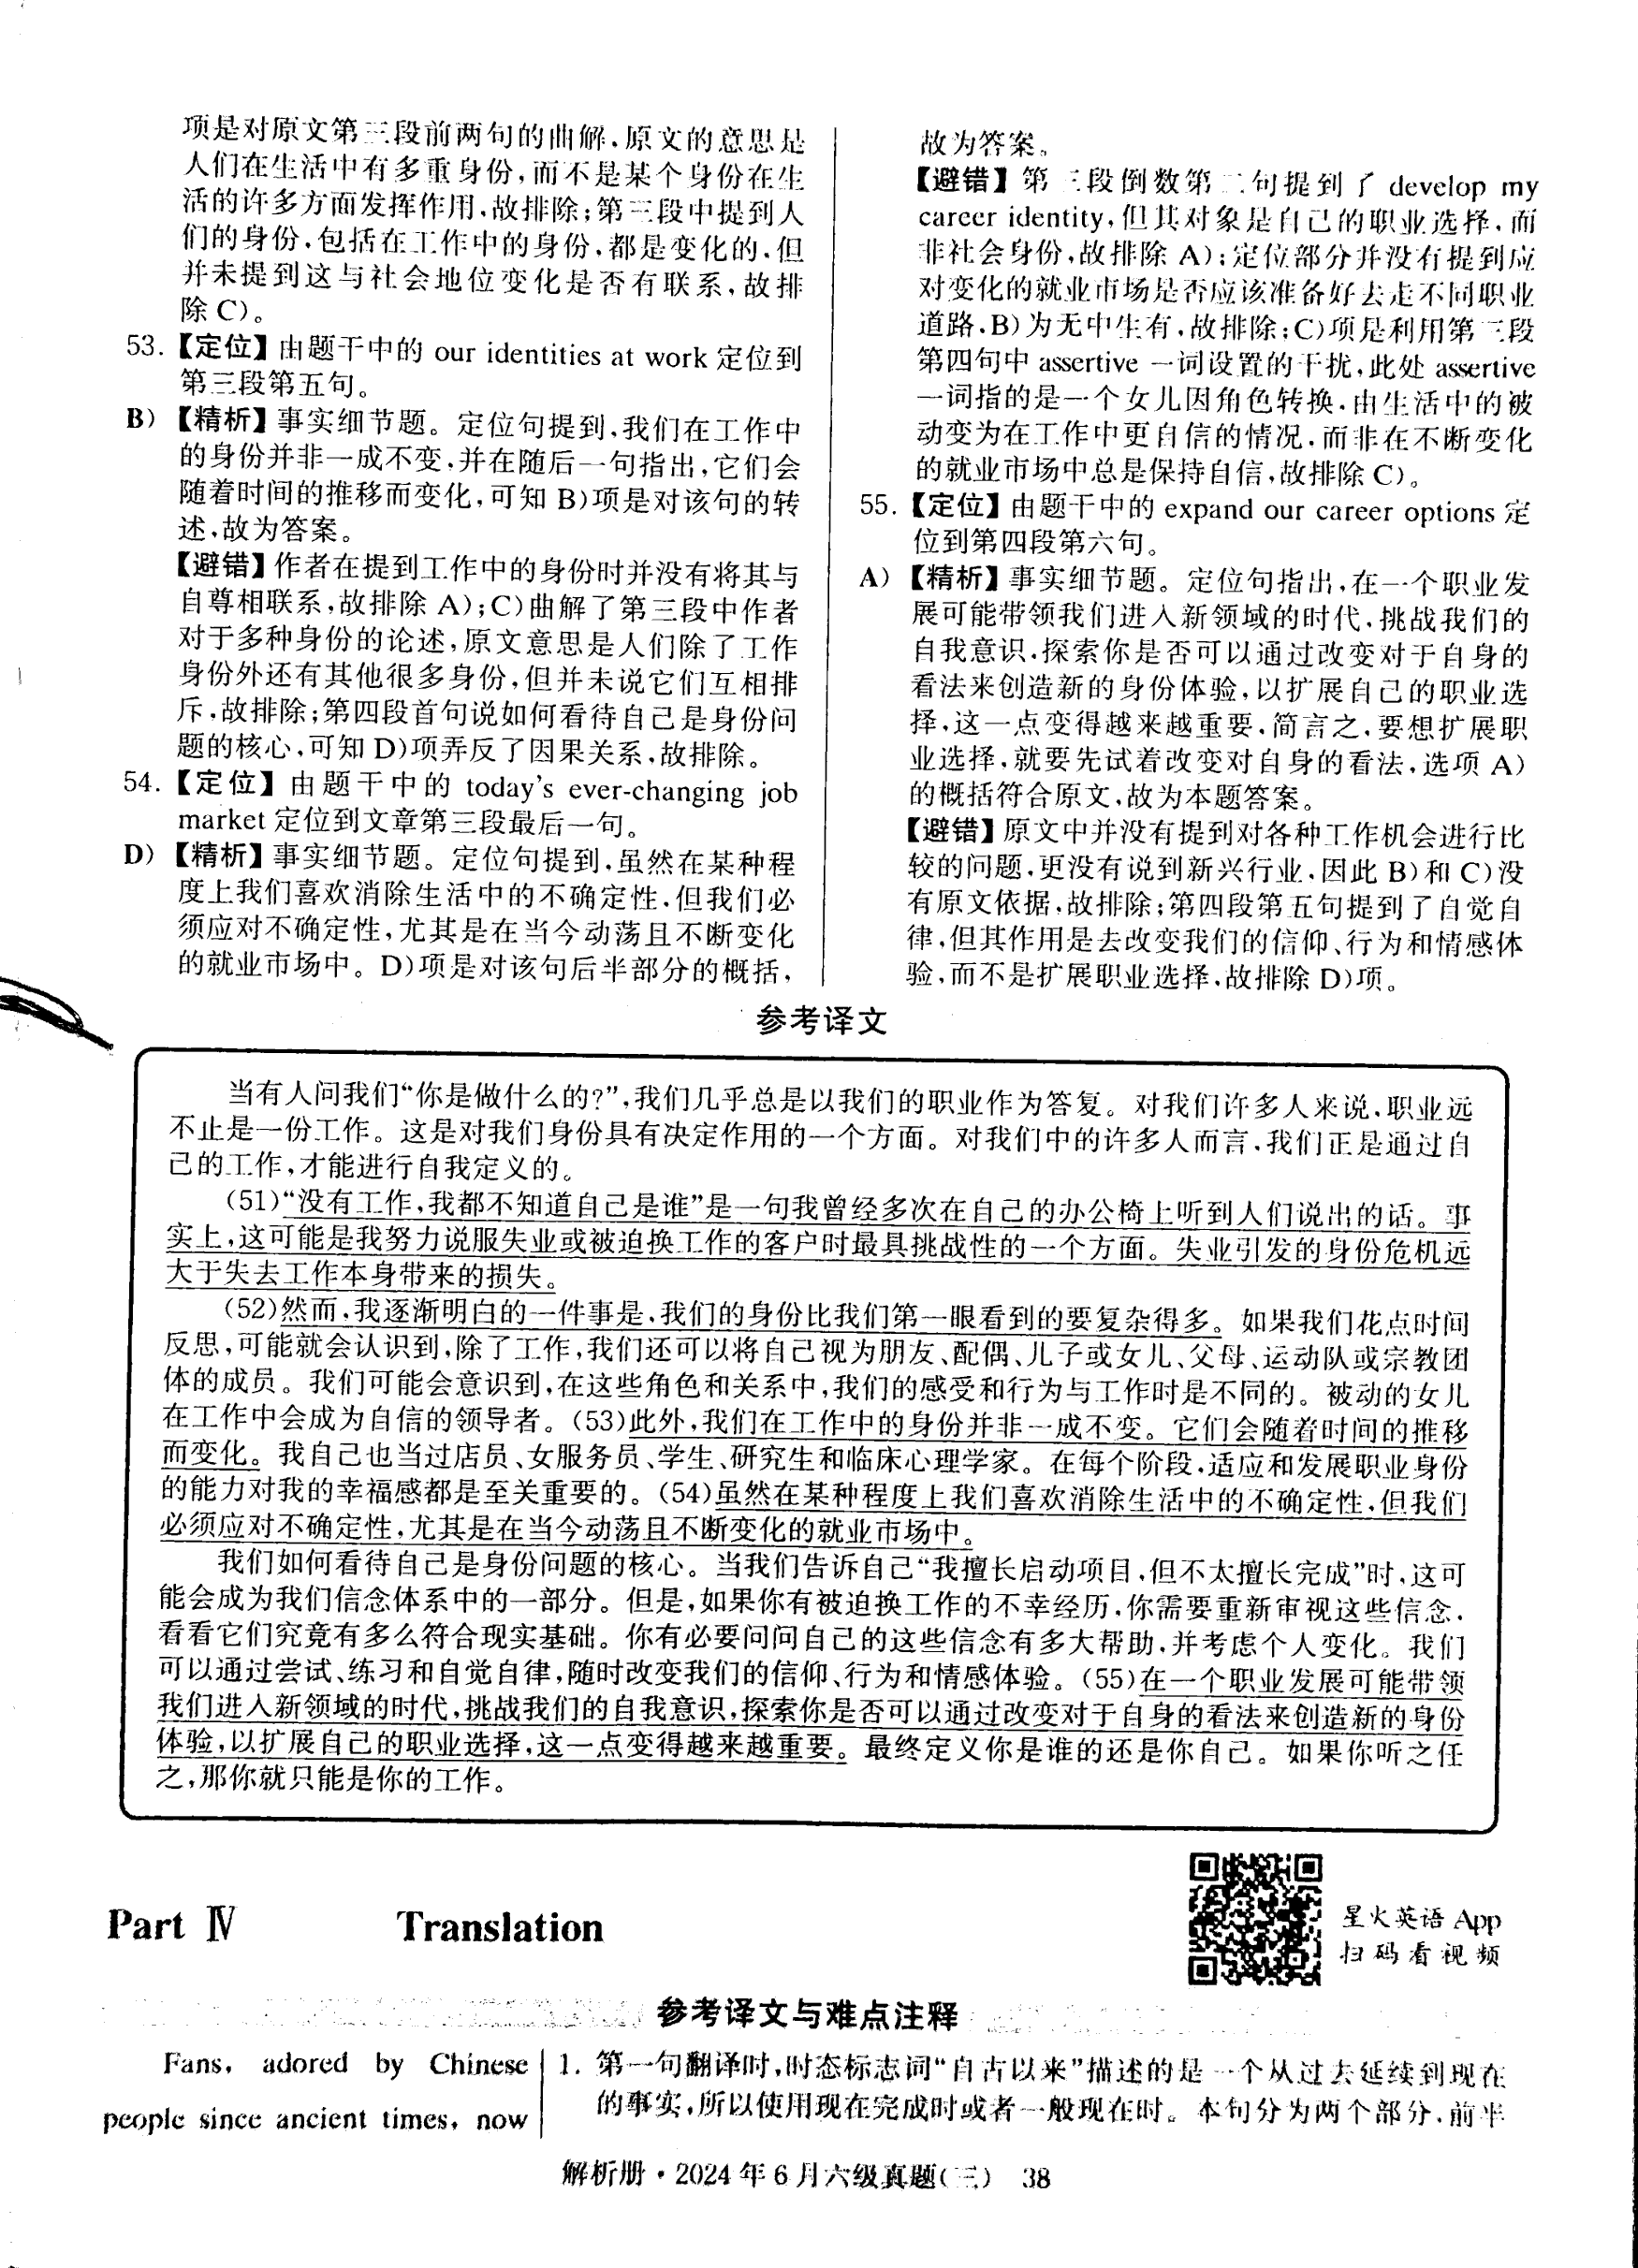 项是对原文第三段前两句的曲解,原文的意思是
人们在生活中有多重身份,而不是某个身份在生
活的许多方面发挥作用,故排除;第三段中提到人
们的身份,包括在工作中的身份,都是变化的,但
并未提到这与社会地位变化是否有联系,故排
除 C)。
53.【定位】由题干中的 our identities at work 定位到
第三段第五句。
B)【精析】事实细节题。定位句提到,我们在工作中
的身份并非一成不变,并在随后一句指出,它们会
随着时间的推移而变化,可知 B)项是对该句的转
述,故为答案。
【避错】作者在提到工作中的身份时并没有将其与
自尊相联系,故排除 A);C)曲解了第三段中作者
对于多种身份的论述,原文意思是人们除了工作
身份外还有其他很多身份,但并未说它们互相排
斥,故排除;第四段首句说如何看待自己是身份问
题的核心,可知 D)项弄反了因果关系,故排除。
54.【定位】由题干中的 today's ever-changing job
market 定位到文章第三段最后一句。
D)【精析】事实细节题。定位句提到,虽然在某种程
度上我们喜欢消除生活中的不确定性,但我们必
须应对不确定性,尤其是在当今动荡且不断变化
的就业市场中。D)项是对该句后半部分的概括,
故为答案。
【避错】第三段倒数第二句提到了 develop my
career identity,但其对象是自己的职业选择,而
非社会身份,故排除 A);定位部分并没有提到应
对变化的就业市场是否应该准备好去走不同职业
道路,B)为无中生有,故排除;C)项是利用第三段
第四句中 assertive 一词设置的干扰,此处 assertive
一词指的是一个女儿因角色转换,由生活中的被
动变为在工作中更自信的情况,而非在不断变化
的就业市场中总是保持自信,故排除 C)。
55.【定位】由题干中的 expand our career options 定
位到第四段第六句。
A)【精析】事实细节题。定位句指出,在一个职业发
展可能带领我们进入新领域的时代,挑战我们的
自我意识,探索你是否可以通过改变对于自身的
看法来创造新的身份体验,以扩展自己的职业选
择,这一点变得越来越重要,简言之,要想扩展职
业选择,就要先试着改变对自身的看法,选项 A)
的概括符合原文,故为本题答案。
【避错】原文中并没有提到对各种工作机会进行比
较的问题,更没有说到新兴行业,因此 B)和 C)没
有原文依据,故排除;第四段第五句提到了自觉自
律,但其作用是去改变我们的信仰、行为和情感体
验,而不是扩展职业选择,故排除 D)项。
参考译文
当有人问我们“你是做什么的?”,我们几乎总是以我们的职业作为答复。对我们许多人来说,职业远
不止是一份工作。这是对我们身份具有决定作用的一个方面。对我们中的许多人而言,我们正是通过自
己的工作,才能进行自我定义的。
(51)“没有工作,我都不知道自己是谁”是一句我曾经多次在自己的办公椅上听到人们说出的话。事
实上,这可能是我努力说服失业或被迫换工作的客户时最具挑战性的一个方面。失业引发的身份危机远
大于失去工作本身带来的损失。
(52)然而,我逐渐明白的一件事是,我们的身份比我们第一眼看到的要复杂得多。如果我们花点时间
反思,可能就会认识到,除了工作,我们还可以将自己视为朋友、配偶、儿子或女儿、父母、运动队或宗教团
体的成员。我们可能会意识到,在这些角色和关系中,我们的感受和行为与工作时是不同的。被动的女儿
在工作中会成为自信的领导者。(53)此外,我们在工作中的身份并非一成不变。它们会随着时间的推移
而变化。我自己也当过店员、女服务员、学生、研究生和临床心理学家。在每个阶段,适应和发展职业身份
的能力对我的幸福感都是至关重要的。(54)虽然在某种程度上我们喜欢消除生活中的不确定性,但我们
必须应对不确定性,尤其是在当今动荡且不断变化的就业市场中。
我们如何看待自己是身份问题的核心。当我们告诉自己“我擅长启动项目,但不太擅长完成”时,这可
能会成为我们信念体系中的一部分。但是,如果你有被迫换工作的不幸经历,你需要重新审视这些信念,
看看它们究竟有多么符合现实基础。你有必要问问自己的这些信念有多大帮助,并考虑个人变化。我们
可以通过尝试、练习和自觉自律,随时改变我们的信仰、行为和情感体验。(55)在一个职业发展可能带领
我们进入新领域的时代,挑战我们的自我意识,探索你是否可以通过改变对于自身的看法来创造新的身份
体验,以扩展自己的职业选择,这一点变得越来越重要。最终定义你是谁的还是你自己。如果你听之任
之,那你就只能是你的工作。
Part Ⅳ Translation
星火英语 App
扫码看视频
参考译文与难点注释
Fans, adored by Chinese
people since ancient times, now
1. 第一句翻译时,时态标志词“自古以来”描述的是一个从过去延续到现在
的事实,所以使用现在完成时或者一般现在时。本句分为两个部分,前半
解析册·2024 年 6 月六级真题(三) 38